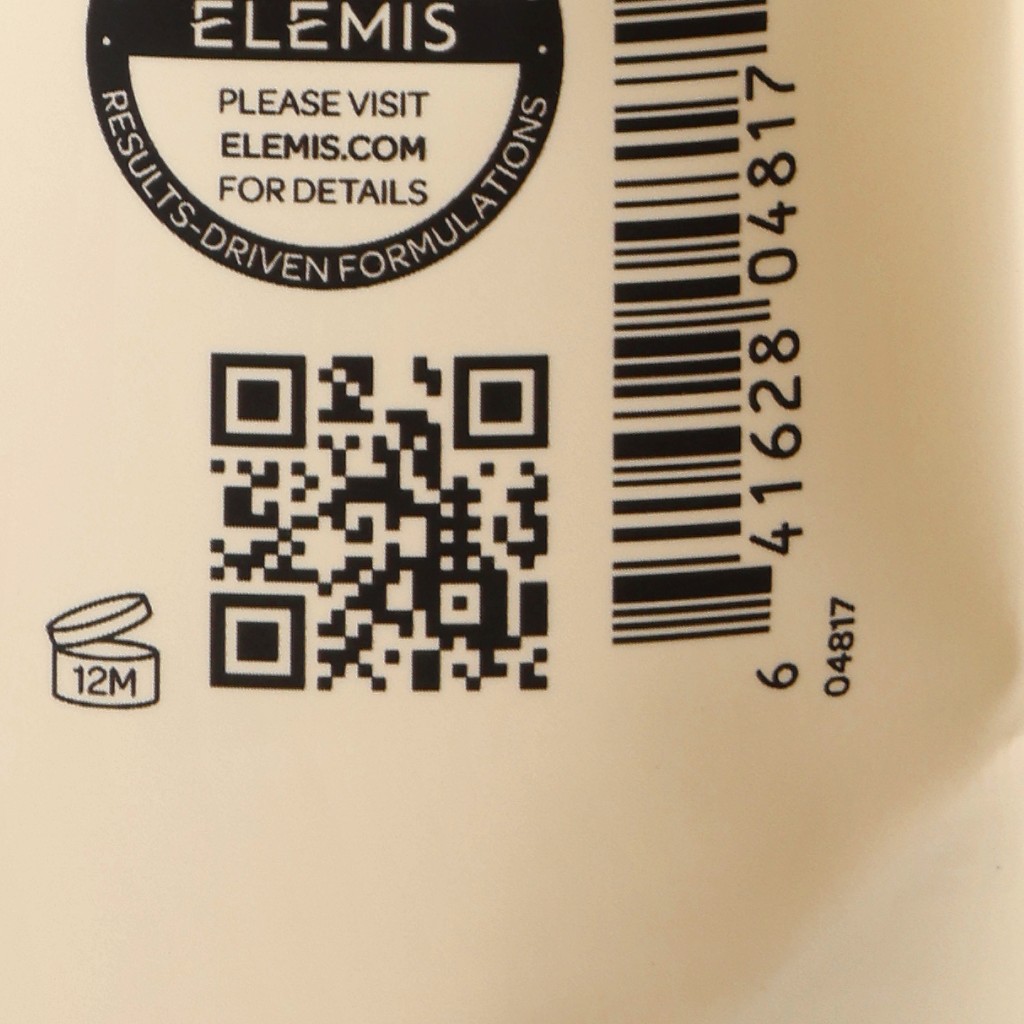 ELEMIS
PLEASE VISIT
ELEMIS.COM
FOR DETAILS
RESULTS-DRIVEN FORMULATIONS
12M
6 41628 04817
04817